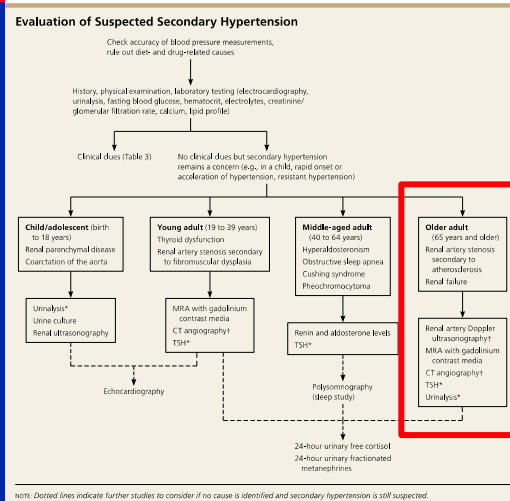 Evaluation of Suspected Secondary Hypertension
Check accuracy of blood pressure measurements,
rule out diet- and drug-related causes
History, physical examination, laboratory testing (electrocardiography,
urinalysis, fasting blood glucose, hematocrit, electrolytes, creatinine/
glomerular filtration rate, calcium, lipid profile)
Clinical clues (Table 3)
No clinical clues but secondary hypertension
remains a concern (e.g., in a child, rapid onset or
acceleration of hypertension, resistant hypertension)
Child/adolescent (birth
to 18 years)
Renal parenchymal disease
Coarctation of the aorta
Young adult (19 to 39 years)
Thyroid dysfunction
Renal artery stenosis secondary
to fibromuscular dysplasia
Middle-aged adult
(40 to 64 years)
Hyperaldosteronism
Obstructive sleep apnea
Cushing syndrome
Pheochromocytoma
Older adult
(65 years and older)
Renal artery stenosis
secondary to
atherosclerosis
Renal failure
Urinalysis*
Urine culture
Renal ultrasonography
MRA with gadolinium
contrast media
CT angiography†
TSH*
Renin and aldosterone levels
TSH*
Renal artery Doppler
ultrasonography†
MRA with gadolinium
contrast media
CT angiography†
TSH*
Urinalysis*
Echocardiography
Polysomnography
(sleep study)
24-hour urinary free cortisol
24-hour urinary fractionated
metanephrines
NOTE: Dotted lines indicate further studies to consider if no cause is identified and secondary hypertension is still suspected.